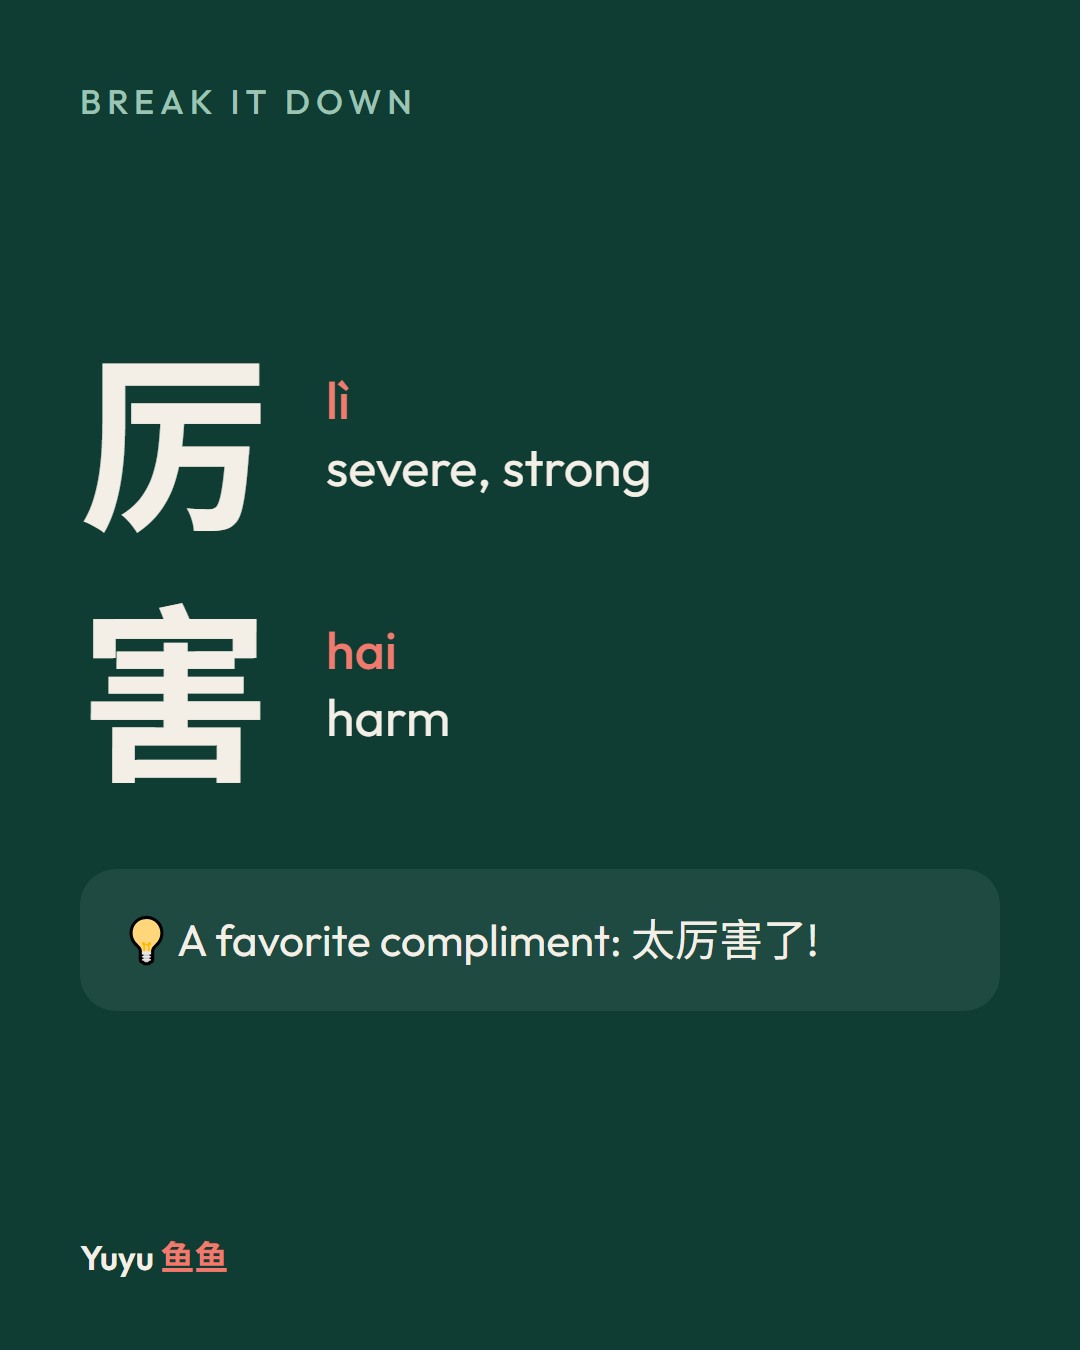 BREAK IT DOWN
厉
lì
severe, strong
害
hai
harm
💡 A favorite compliment: 太厉害了!
Yuyu 鱼鱼